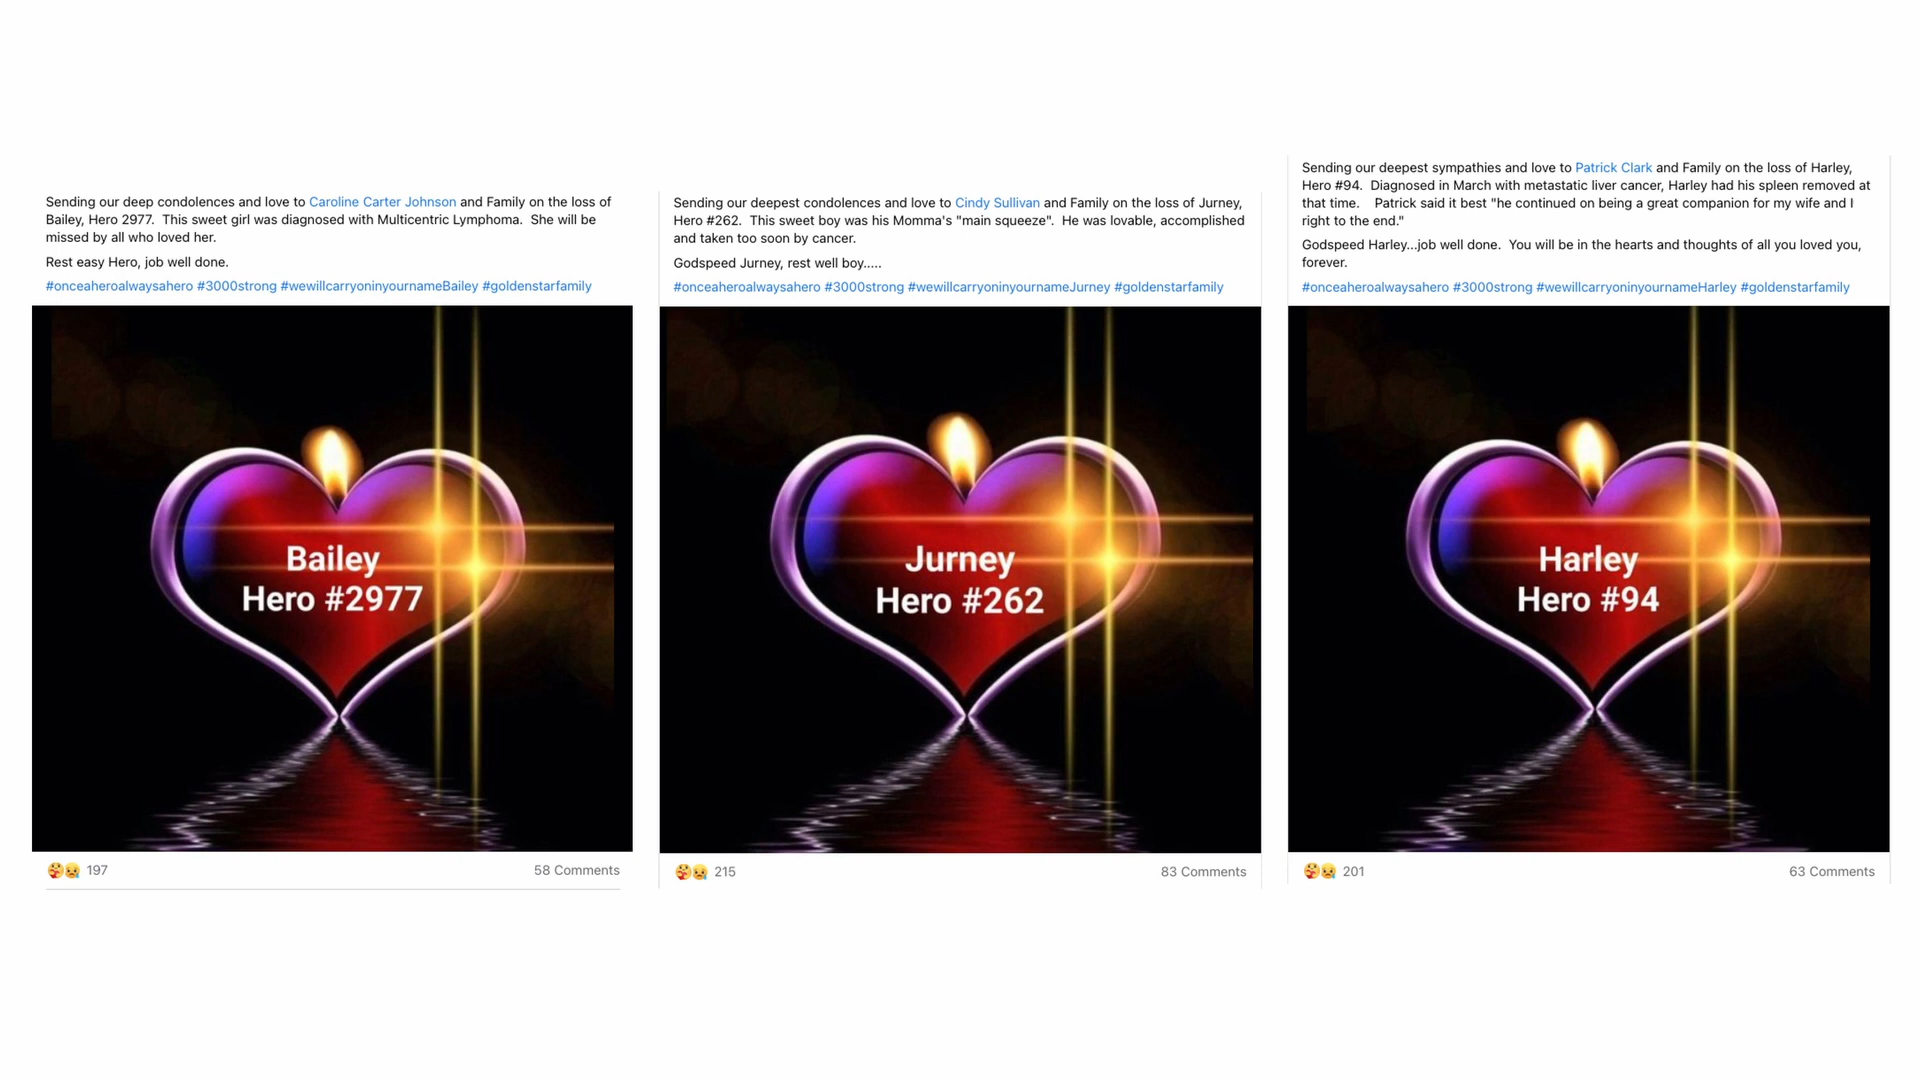 Sending our deep condolences and love to Caroline Carter Johnson and Family on the loss of
Bailey, Hero 2977.  This sweet girl was diagnosed with Multicentric Lymphoma.  She will be
missed by all who loved her.
Rest easy Hero, job well done.
#onceaheroalwaysahero #3000strong #wewillcarryoninyournameBailey #goldenstarfamily
Bailey
Hero #2977
197
58 Comments
Sending our deepest condolences and love to Cindy Sullivan and Family on the loss of Jurney,
Hero #262.  This sweet boy was his Momma's "main squeeze".  He was lovable, accomplished
and taken too soon by cancer.
Godspeed Jurney, rest well boy.....
#onceaheroalwaysahero #3000strong #wewillcarryoninyournameJurney #goldenstarfamily
Jurney
Hero #262
215
83 Comments
Sending our deepest sympathies and love to Patrick Clark and Family on the loss of Harley,
Hero #94.  Diagnosed in March with metastatic liver cancer, Harley had his spleen removed at
that time.    Patrick said it best "he continued on being a great companion for my wife and I
right to the end."
Godspeed Harley...job well done.  You will be in the hearts and thoughts of all you loved you,
forever.
#onceaheroalwaysahero #3000strong #wewillcarryoninyournameHarley #goldenstarfamily
Harley
Hero #94
201
63 Comments